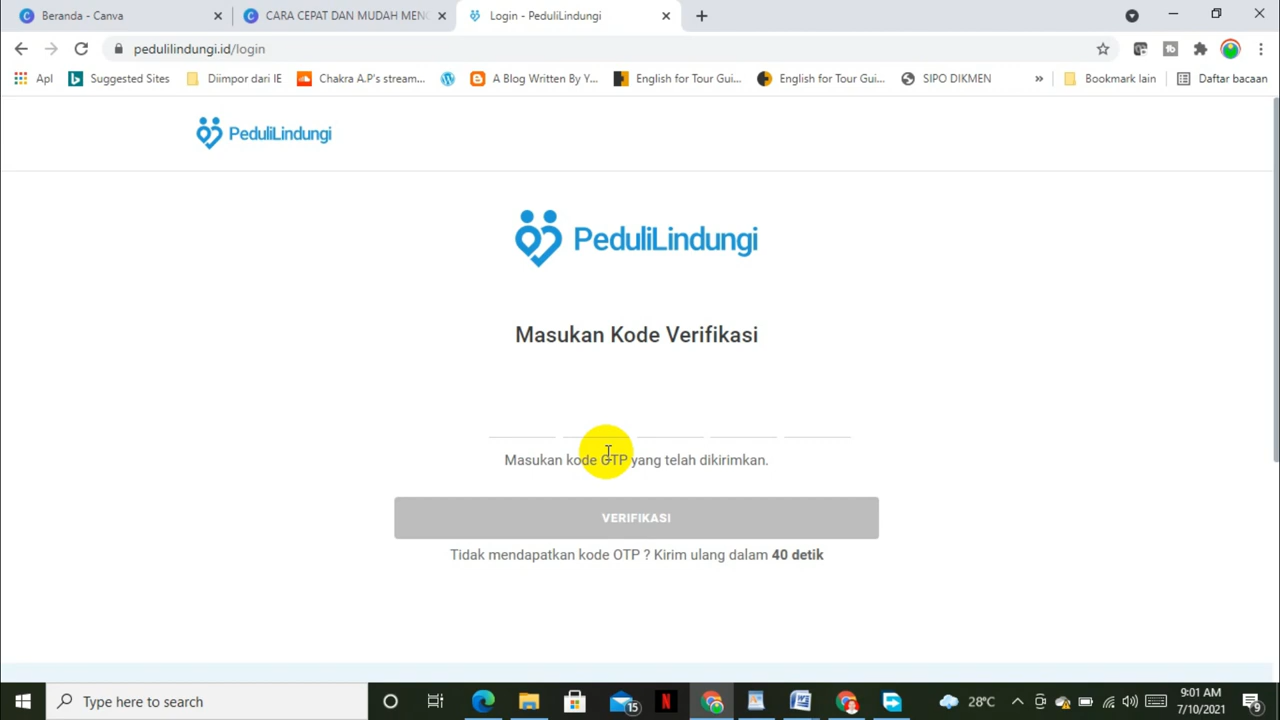 Beranda - Canva
CARA CEPAT DAN MUDAH MENC
Login - PeduliLindungi
pedulilindungi.id/login
Apl
Suggested Sites
Diimpor dari IE
Chakra A.P's stream...
A Blog Written By Y...
English for Tour Gui...
English for Tour Gui...
SIPO DIKMEN
»
Bookmark lain
Daftar bacaan
PeduliLindungi
PeduliLindungi
Masukan Kode Verifikasi
Masukan kode OTP yang telah dikirimkan.
VERIFIKASI
Tidak mendapatkan kode OTP ? Kirim ulang dalam 40 detik
Type here to search
15
28°C
9:01 AM
7/10/2021
9